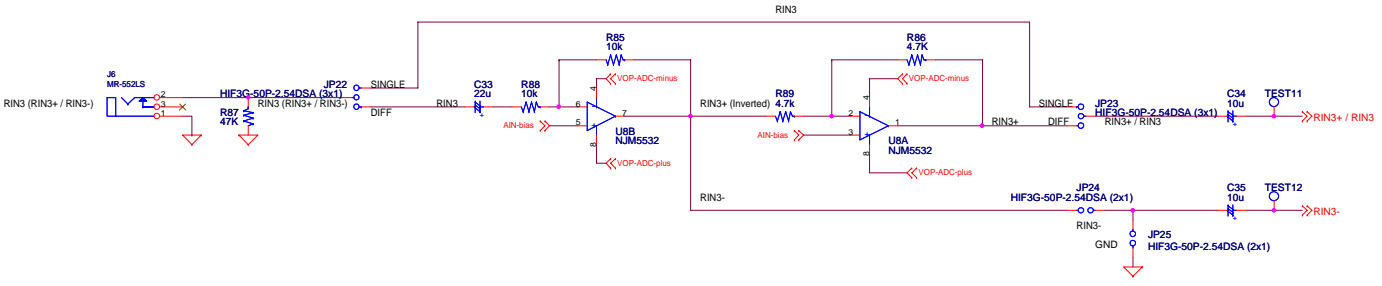 RIN3
J6
MR-552LS
RIN3 (RIN3+ / RIN3-)
2
3
1
R87
47K
JP22
HIF3G-50P-2.54DSA (3x1)
RIN3 (RIN3+ / RIN3-)
SINGLE
DIFF
RIN3
C33
22u
R88
10k
R85
10k
AIN-bias
VOP-ADC-minus
4
6
5
7
8
U8B
NJM5532
VOP-ADC-plus
RIN3+ (Inverted)
R89
4.7k
R86
4.7K
AIN-bias
VOP-ADC-minus
4
2
3
1
8
U8A
NJM5532
VOP-ADC-plus
RIN3+
SINGLE
DIFF
JP23
HIF3G-50P-2.54DSA (3x1)
RIN3+ / RIN3
C34
10u
TEST11
RIN3+ / RIN3
RIN3-
JP24
HIF3G-50P-2.54DSA (2x1)
RIN3-
GND
JP25
HIF3G-50P-2.54DSA (2x1)
C35
10u
TEST12
RIN3-